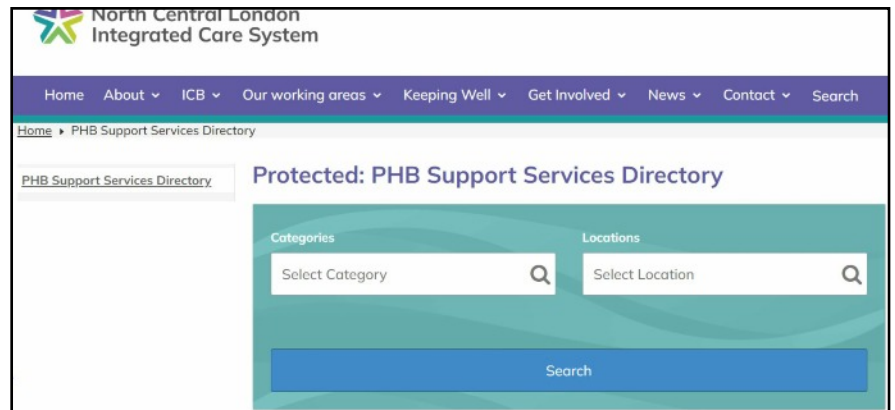 North Central London
Integrated Care System
Home About ICB Our working areas Keeping Well Get Involved News Contact Search
Home PHB Support Services Directory
PHB Support Services Directory
Protected: PHB Support Services Directory
Categories
Locations
Select Category
Select Location
Search